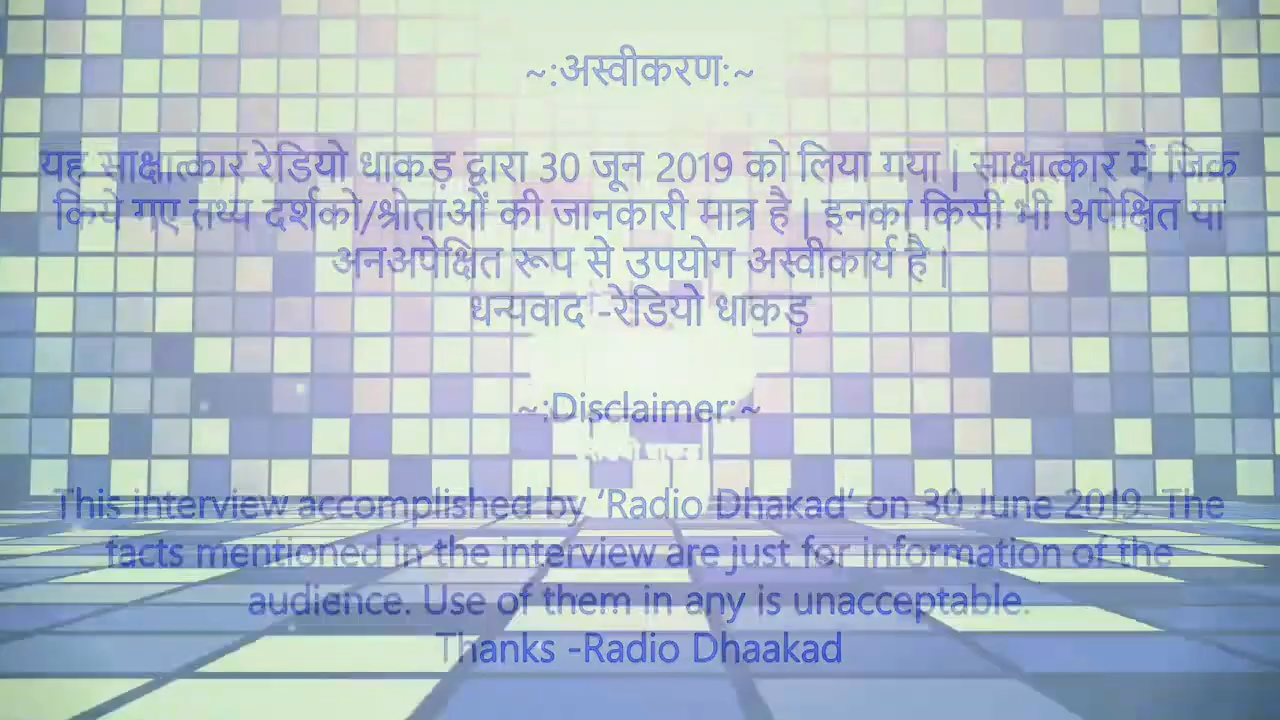 ~:अस्वीकरण:~
यह साक्षात्कार रेडियो धाकड़ द्वारा 30 जून 2019 को लिया गया | साक्षात्कार में जिक्र
किये गए तथ्य दर्शको/श्रोताओं की जानकारी मात्र है | इनका किसी भी अपेक्षित या
अनअपेक्षित रूप से उपयोग अस्वीकार्य है |
धन्यवाद -रेडियो धाकड़
~:Disclaimer:~
This interview accomplished by ‘Radio Dhakad’ on 30 June 2019. The
facts mentioned in the interview are just for information of the
audience. Use of them in any is unacceptable.
Thanks -Radio Dhaakad